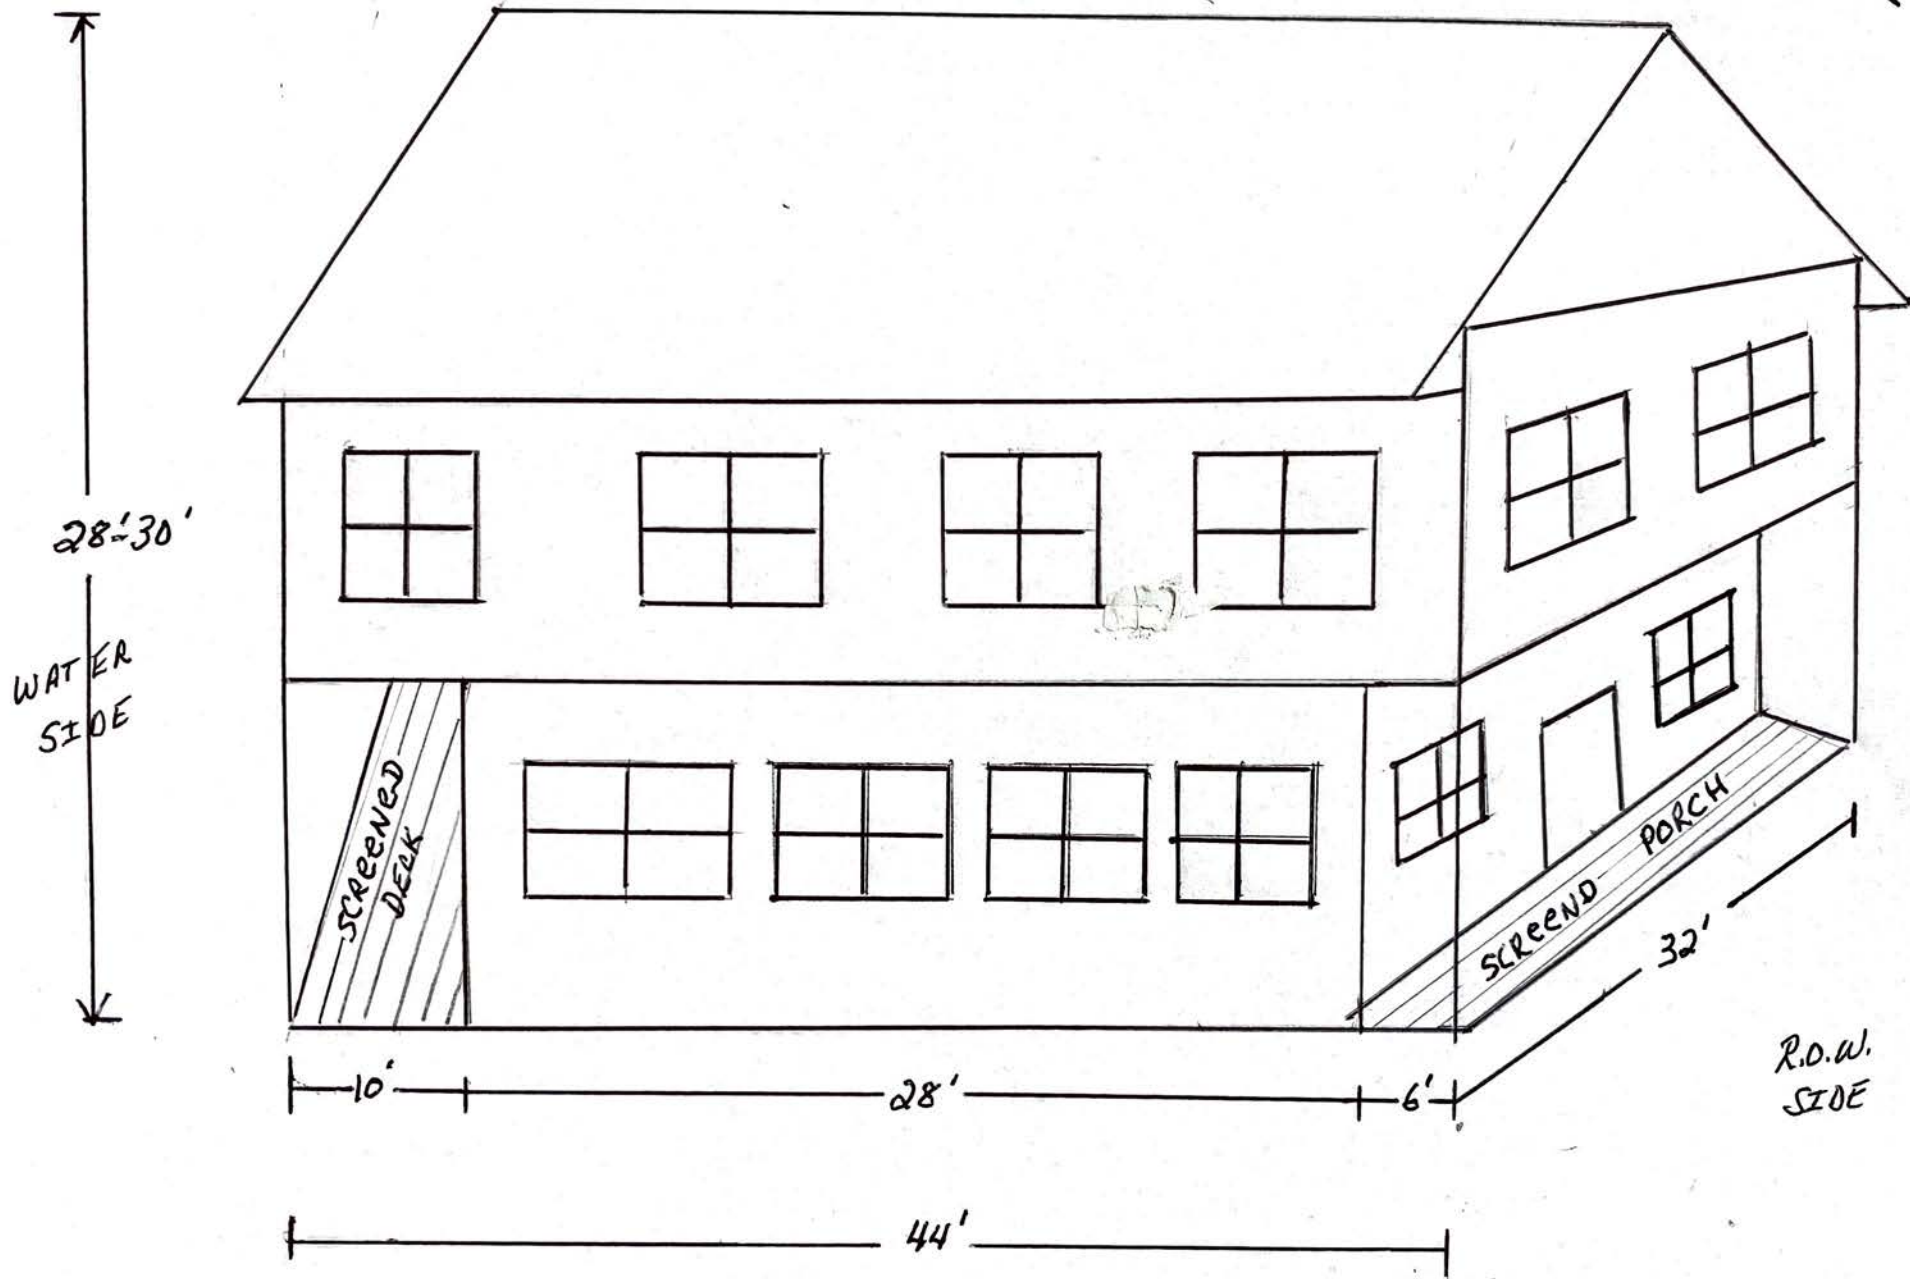 28'-30'
WATER
SIDE
SCREENED
DECK
SCREEND PORCH
32'
R.O.W.
SIDE
10'
28'
6'
44'